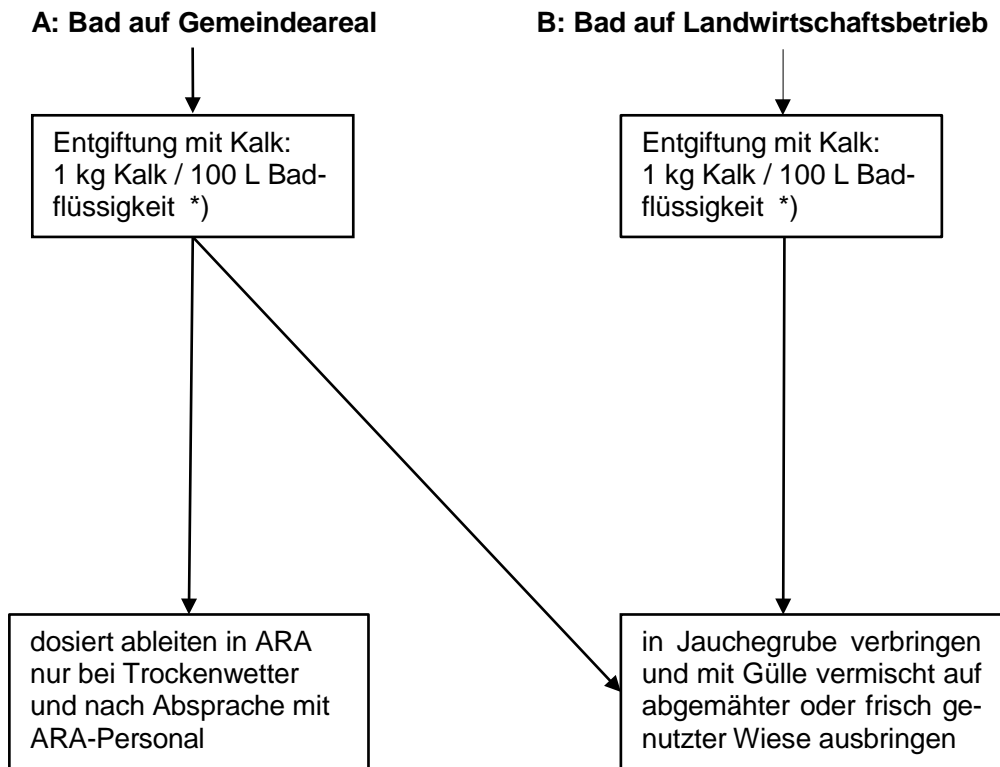 A: Bad auf Gemeindeareal
B: Bad auf Landwirtschaftsbetrieb
Entgiftung mit Kalk:
1 kg Kalk / 100 L Bad-
flüssigkeit *)
Entgiftung mit Kalk:
1 kg Kalk / 100 L Bad-
flüssigkeit *)
dosiert ableiten in ARA
nur bei Trockenwetter
und nach Absprache mit
ARA-Personal
in Jauchegrube verbringen
und mit Gülle vermischt auf
abgemähter oder frisch ge-
nutzter Wiese ausbringen